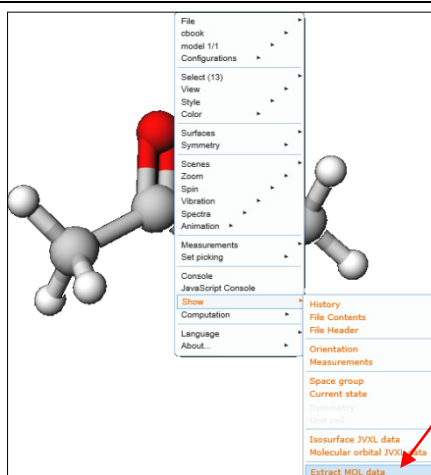 File
cbook
model 1/1
Configurations
Select (13)
View
Style
Color
Surfaces
Symmetry
Scenes
Zoom
Spin
Vibration
Spectra
Animation
Measurements
Set picking
Console
JavaScript Console
Show
Computation
Language
About...
History
File Contents
File Header
Orientation
Measurements
Space group
Current state
Symmetry
Unit cell
Isosurface JVXL data
Molecular orbital JVXL data
Extract MOL data